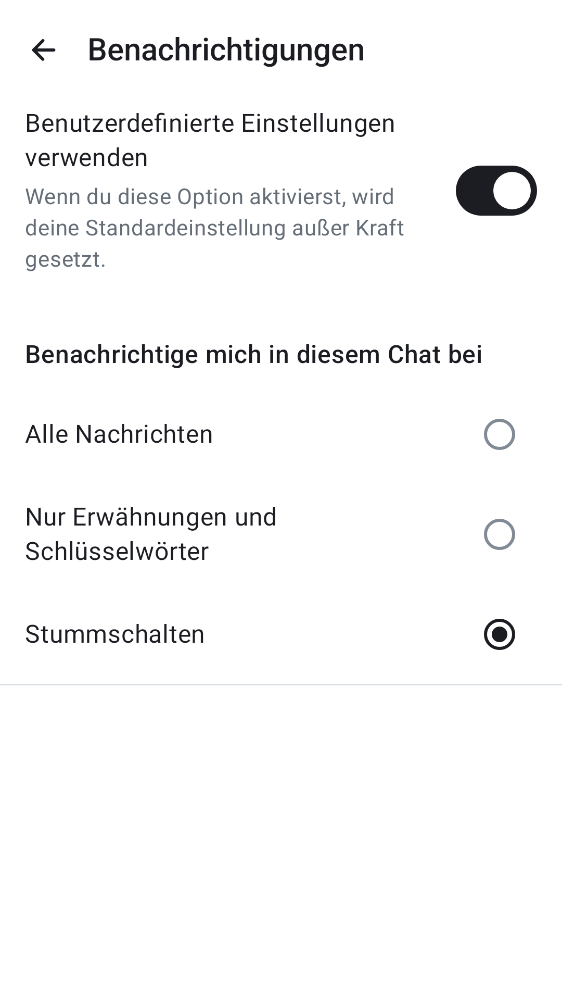 Benachrichtigungen
Benutzerdefinierte Einstellungen
verwenden
Wenn du diese Option aktivierst, wird
deine Standardeinstellung außer Kraft
gesetzt.
Benachrichtige mich in diesem Chat bei
Alle Nachrichten
Nur Erwähnungen und
Schlüsselwörter
Stummschalten